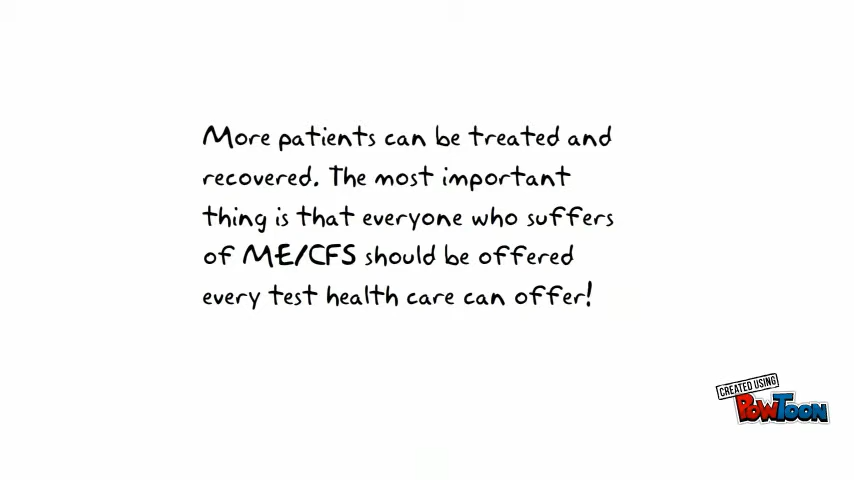 More patients can be treated and
recovered. The most important
thing is that everyone who suffers
of ME/CFS should be offered
every test health care can offer!
CREATED USING
POWTOON